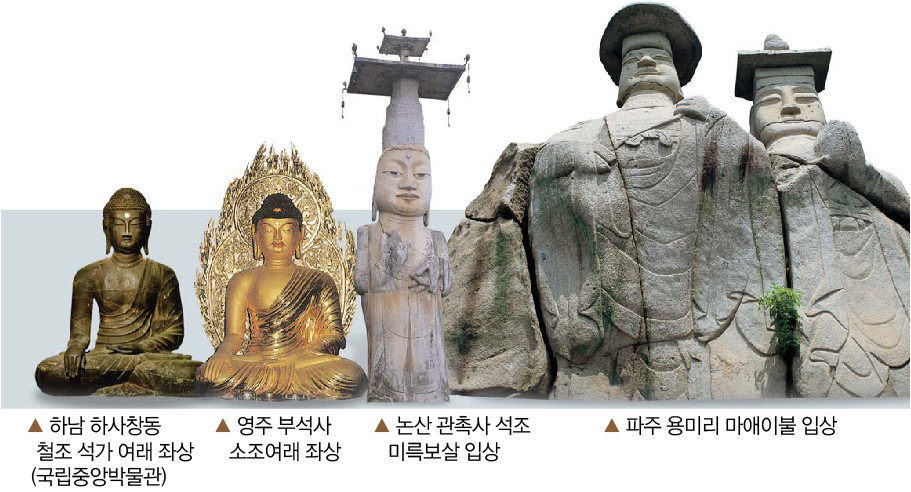 ▲ 하남 하사창동
철조 석가 여래 좌상
(국립중앙박물관)
▲ 영주 부석사
소조여래 좌상
▲ 논산 관촉사 석조
미륵보살 입상
▲ 파주 용미리 마애이불 입상